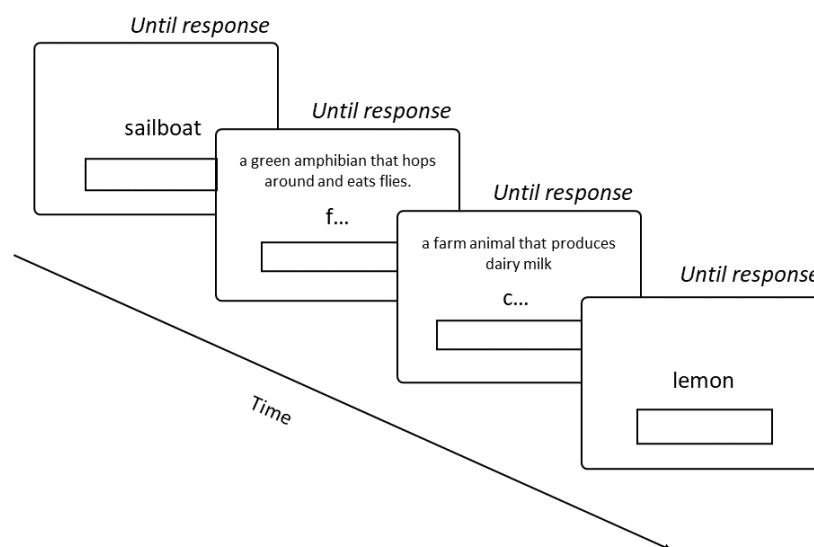 Until response
sailboat
Until response
a green amphibian that hops
around and eats flies.
f...
Until response
a farm animal that produces
dairy milk
c...
Until response
lemon
Time